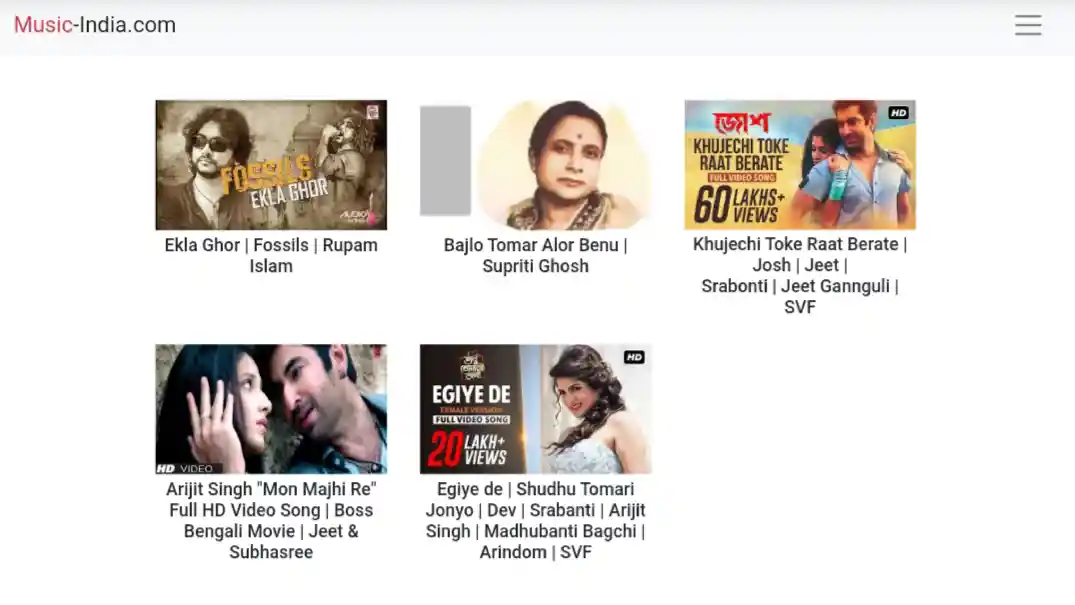 Music-India.com
FOSSILS
EKLA GHOR
AUDIO
Ekla Ghor | Fossils | Rupam
Islam
Bajlo Tomar Alor Benu |
Supriti Ghosh
HD
জোশ
KHUJECHI TOKE
RAAT BERATE
FULL VIDEO SONG
60 LAKHS+
VIEWS
Khujechi Toke Raat Berate |
Josh | Jeet |
Srabonti | Jeet Gannguli |
SVF
HD VIDEO
Arijit Singh "Mon Majhi Re"
Full HD Video Song | Boss
Bengali Movie | Jeet &
Subhasree
HD
EGIYE DE
FEMALE VERSION
FULL VIDEO SONG
20 LAKH+
VIEWS
Egiye de | Shudhu Tomari
Jonyo | Dev | Srabanti | Arijit
Singh | Madhubanti Bagchi |
Arindom | SVF